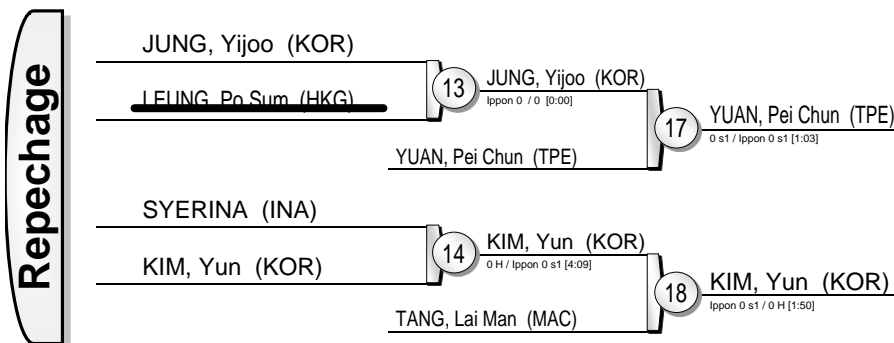 Repechage
JUNG, Yijoo (KOR)
LEUNG, Po Sum (HKG)
13
JUNG, Yijoo (KOR)
Ippon 0 / 0 [0:00]
YUAN, Pei Chun (TPE)
17
YUAN, Pei Chun (TPE)
0 s1 / Ippon 0 s1 [1:03]
SYERINA (INA)
KIM, Yun (KOR)
14
KIM, Yun (KOR)
0 H / Ippon 0 s1 [4:09]
TANG, Lai Man (MAC)
18
KIM, Yun (KOR)
Ippon 0 s1 / 0 H [1:50]